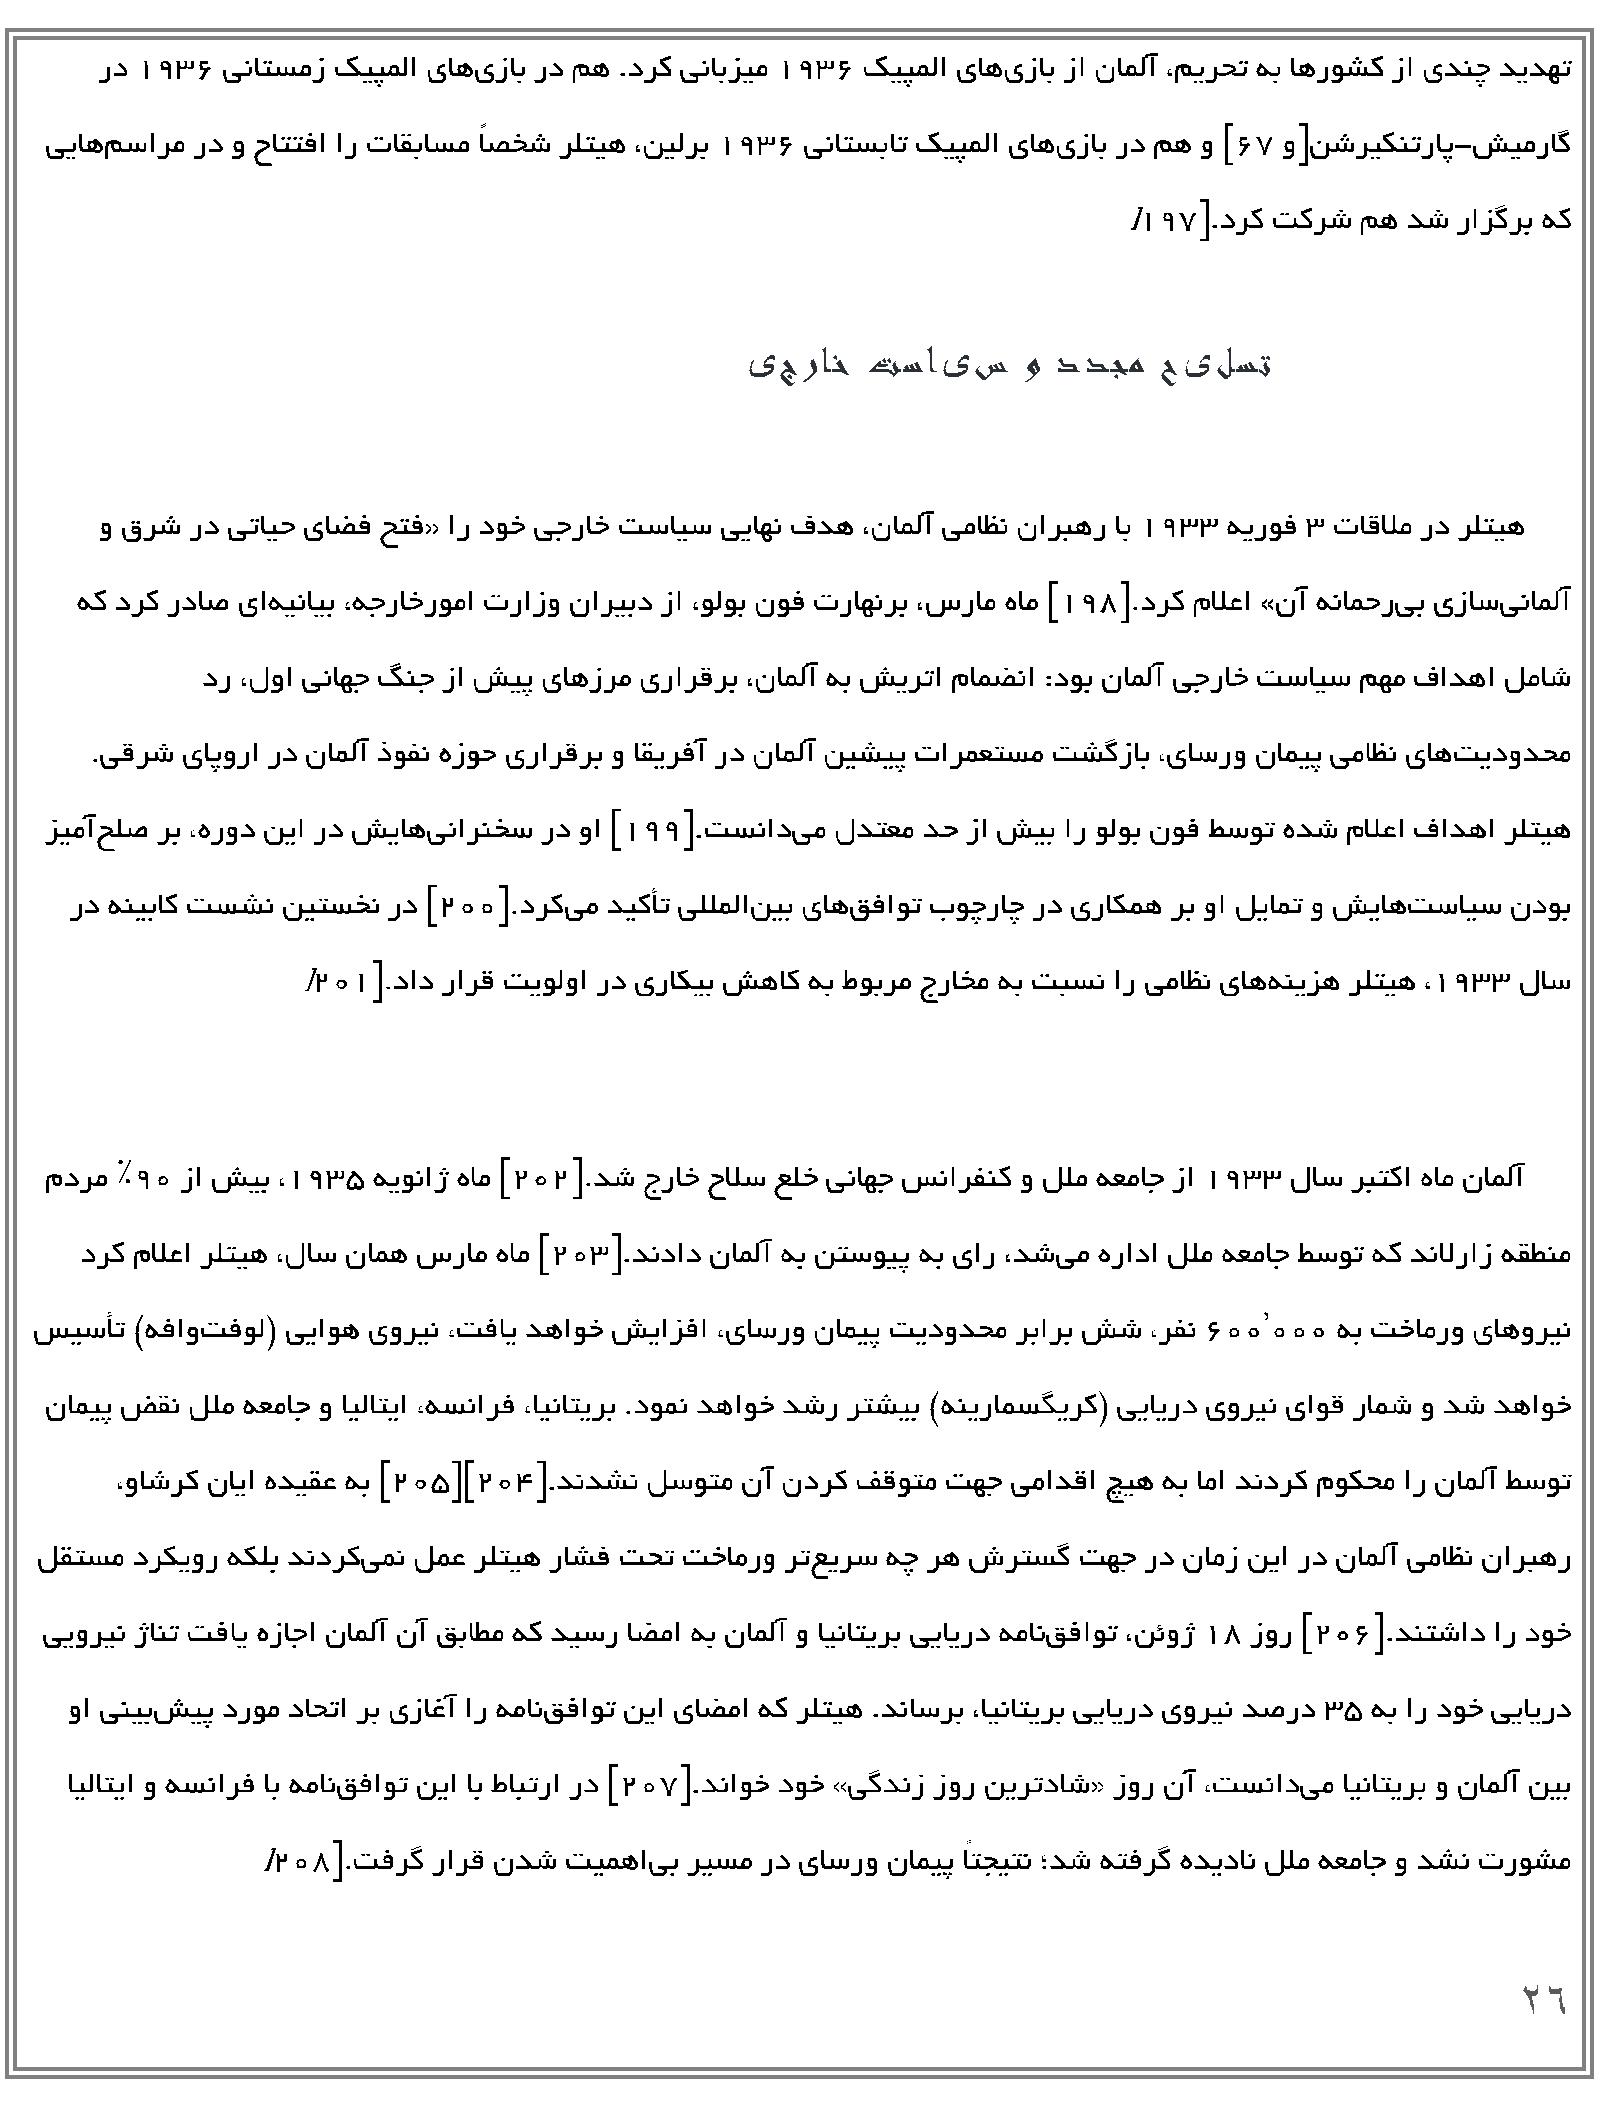 تهدید چندی از کشورها به تحریم، آلمان از بازی‌های المپیک ۱۹۳۶ میزبانی کرد. هم در بازی‌های المپیک زمستانی ۱۹۳۶ در
گارمیش-پارتنکیرشن[و ۶۷] و هم در بازی‌های المپیک تابستانی ۱۹۳۶ برلین، هیتلر شخصاً مسابقات را افتتاح و در مراسم‌هایی
که برگزار شد هم شرکت کرد.[۱۹۷/
تسلیح مجدد و سیاست خارجی
هیتلر در ملاقات ۳ فوریه ۱۹۳۳ با رهبران نظامی آلمان، هدف نهایی سیاست خارجی خود را «فتح فضای حیاتی در شرق و
آلمانی‌سازی بی‌رحمانه آن» اعلام کرد.[۱۹۸] ماه مارس، برنهارت فون بولو، از دبیران وزارت امورخارجه، بیانیه‌ای صادر کرد که
شامل اهداف مهم سیاست خارجی آلمان بود: انضمام اتریش به آلمان، برقراری مرزهای پیش از جنگ جهانی اول، رد
محدودیت‌های نظامی پیمان ورسای، بازگشت مستعمرات پیشین آلمان در آفریقا و برقراری حوزه نفوذ آلمان در اروپای شرقی.
هیتلر اهداف اعلام شده توسط فون بولو را بیش از حد معتدل می‌دانست.[۱۹۹] او در سخنرانی‌هایش در این دوره، بر صلح‌آمیز
بودن سیاست‌هایش و تمایل او بر همکاری در چارچوب توافق‌های بین‌المللی تأکید می‌کرد.[۲۰۰] در نخستین نشست کابینه در
سال ۱۹۳۳، هیتلر هزینه‌های نظامی را نسبت به مخارج مربوط به کاهش بیکاری در اولویت قرار داد.[۲۰۱/
آلمان ماه اکتبر سال ۱۹۳۳ از جامعه ملل و کنفرانس جهانی خلع سلاح خارج شد.[۲۰۲] ماه ژانویه ۱۹۳۵، بیش از ۹۰٪ مردم
منطقه زارلاند که توسط جامعه ملل اداره می‌شد، رای به پیوستن به آلمان دادند.[۲۰۳] ماه مارس همان سال، هیتلر اعلام کرد
نیروهای ورماخت به ۶۰۰٬۰۰۰ نفر، شش برابر محدودیت پیمان ورسای، افزایش خواهد یافت، نیروی هوایی (لوفت‌وافه) تأسیس
خواهد شد و شمار قوای نیروی دریایی (کریگسمارینه) بیشتر رشد خواهد نمود. بریتانیا، فرانسه، ایتالیا و جامعه ملل نقض پیمان
توسط آلمان را محکوم کردند اما به هیچ اقدامی جهت متوقف کردن آن متوسل نشدند.[۲۰۴][۲۰۵] به عقیده ایان کرشاو،
رهبران نظامی آلمان در این زمان در جهت گسترش هر چه سریع‌تر ورماخت تحت فشار هیتلر عمل نمی‌کردند بلکه رویکرد مستقل
خود را داشتند.[۲۰۶] روز ۱۸ ژوئن، توافق‌نامه دریایی بریتانیا و آلمان به امضا رسید که مطابق آن آلمان اجازه یافت تناژ نیرویی
دریایی خود را به ۳۵ درصد نیروی دریایی بریتانیا، برساند. هیتلر که امضای این توافق‌نامه را آغازی بر اتحاد مورد پیش‌بینی او
بین آلمان و بریتانیا می‌دانست، آن روز «شادترین روز زندگی» خود خواند.[۲۰۷] در ارتباط با این توافق‌نامه با فرانسه و ایتالیا
مشورت نشد و جامعه ملل نادیده گرفته شد؛ نتیجتاً پیمان ورسای در مسیر بی‌اهمیت شدن قرار گرفت.[۲۰۸/
٢٦